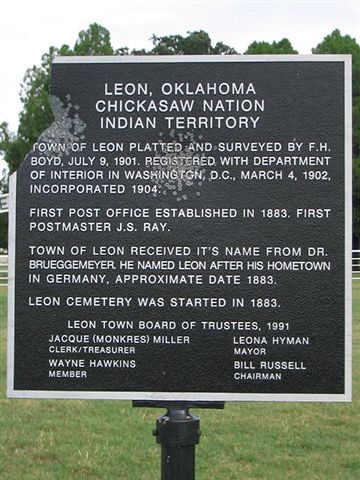 LEON, OKLAHOMA
CHICKASAW NATION
INDIAN TERRITORY
TOWN OF LEON PLATTED AND SURVEYED BY F.H.
BOYD, JULY 9, 1901. REGISTERED WITH DEPARTMENT
OF INTERIOR IN WASHINGTON, D.C., MARCH 4, 1902,
INCORPORATED 1904.
FIRST POST OFFICE ESTABLISHED IN 1883. FIRST
POSTMASTER J.S. RAY.
TOWN OF LEON RECEIVED IT'S NAME FROM DR.
BRUEGGEMEYER. HE NAMED LEON AFTER HIS HOMETOWN
IN GERMANY, APPROXIMATE DATE 1883.
LEON CEMETERY WAS STARTED IN 1883.
LEON TOWN BOARD OF TRUSTEES, 1991
JACQUE (MONKRES) MILLER
CLERK/TREASURER
LEONA HYMAN
MAYOR
WAYNE HAWKINS
MEMBER
BILL RUSSELL
CHAIRMAN